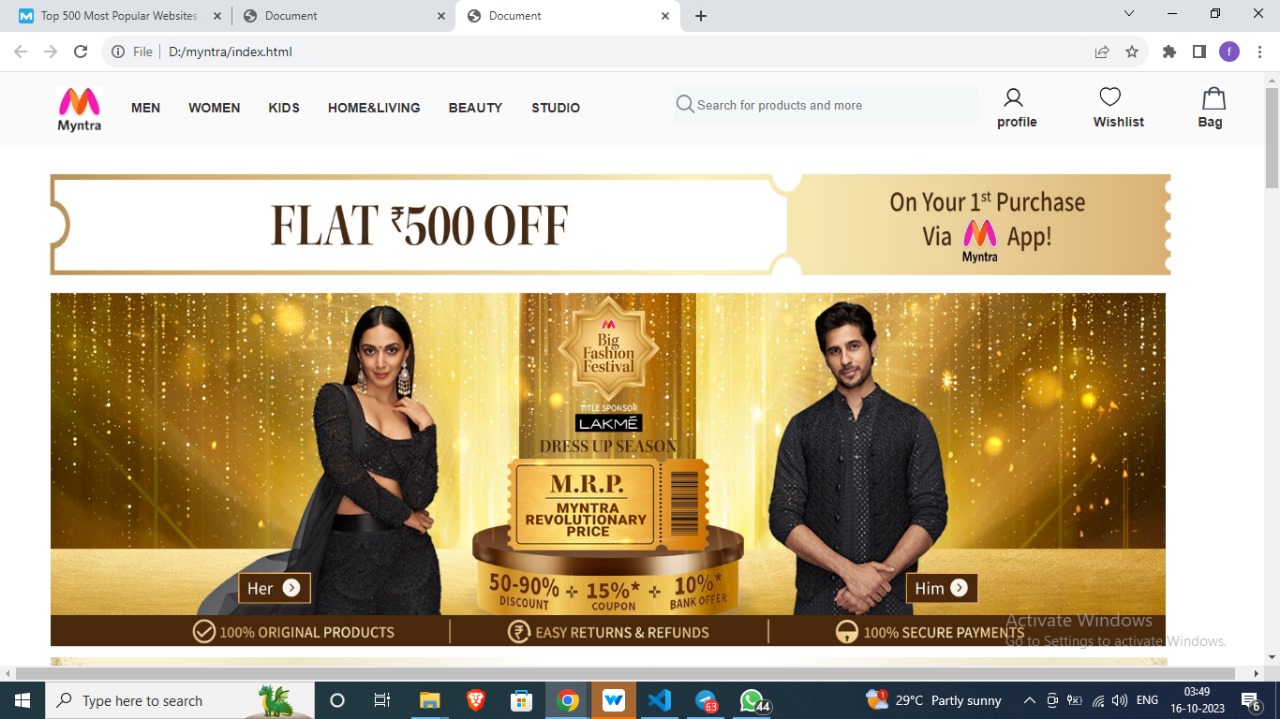 Top 500 Most Popular Websites
Document
Document
File D:/myntra/index.html
f
Myntra
MEN WOMEN KIDS HOME&LIVING BEAUTY STUDIO
Search for products and more
profile Wishlist Bag
FLAT ₹500 OFF
On Your 1st Purchase
Via Myntra App!
Big
Fashion
Festival
TITLE SPONSOR
LAKMÉ
DRESS UP SEASON
M.R.P.
MYNTRA
REVOLUTIONARY
PRICE
50-90% DISCOUNT + 15%* COUPON + 10%* BANK OFFER
Her
Him
100% ORIGINAL PRODUCTS EASY RETURNS & REFUNDS 100% SECURE PAYMENTS
Activate Windows
Go to Settings to activate Windows.
Type here to search
W
63
44
1
29°C Partly sunny
ENG
03:49
16-10-2023
6